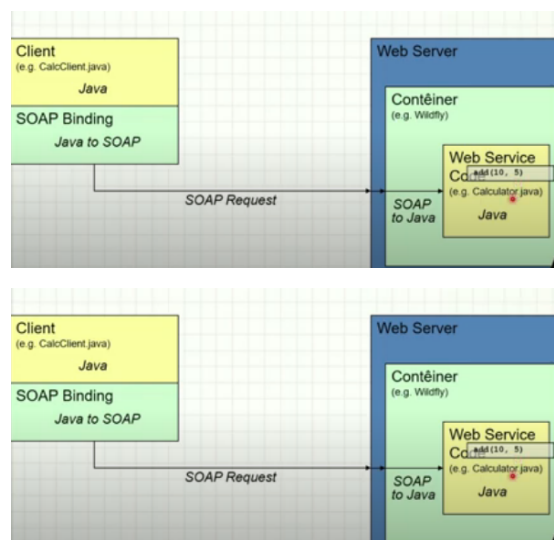 Client
(e.g. CalcClient.java)
Java
SOAP Binding
Java to SOAP
SOAP Request
Web Server
Contêiner
(e.g. Wildfly)
Web Service
add(10, 5)
(e.g. Calculator.java)
Java
SOAP
to Java
Client
(e.g. CalcClient.java)
Java
SOAP Binding
Java to SOAP
SOAP Request
Web Server
Contêiner
(e.g. Wildfly)
Web Service
add(10, 5)
(e.g. Calculator.java)
Java
SOAP
to Java